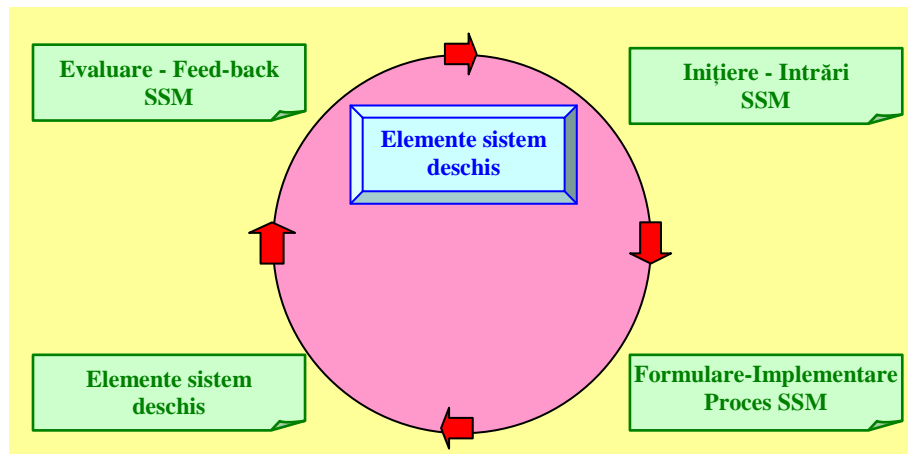 Evaluare - Feed-back
SSM
Inițiere - Intrări
SSM
Elemente sistem
deschis
Elemente sistem
deschis
Formulare-Implementare
Proces SSM